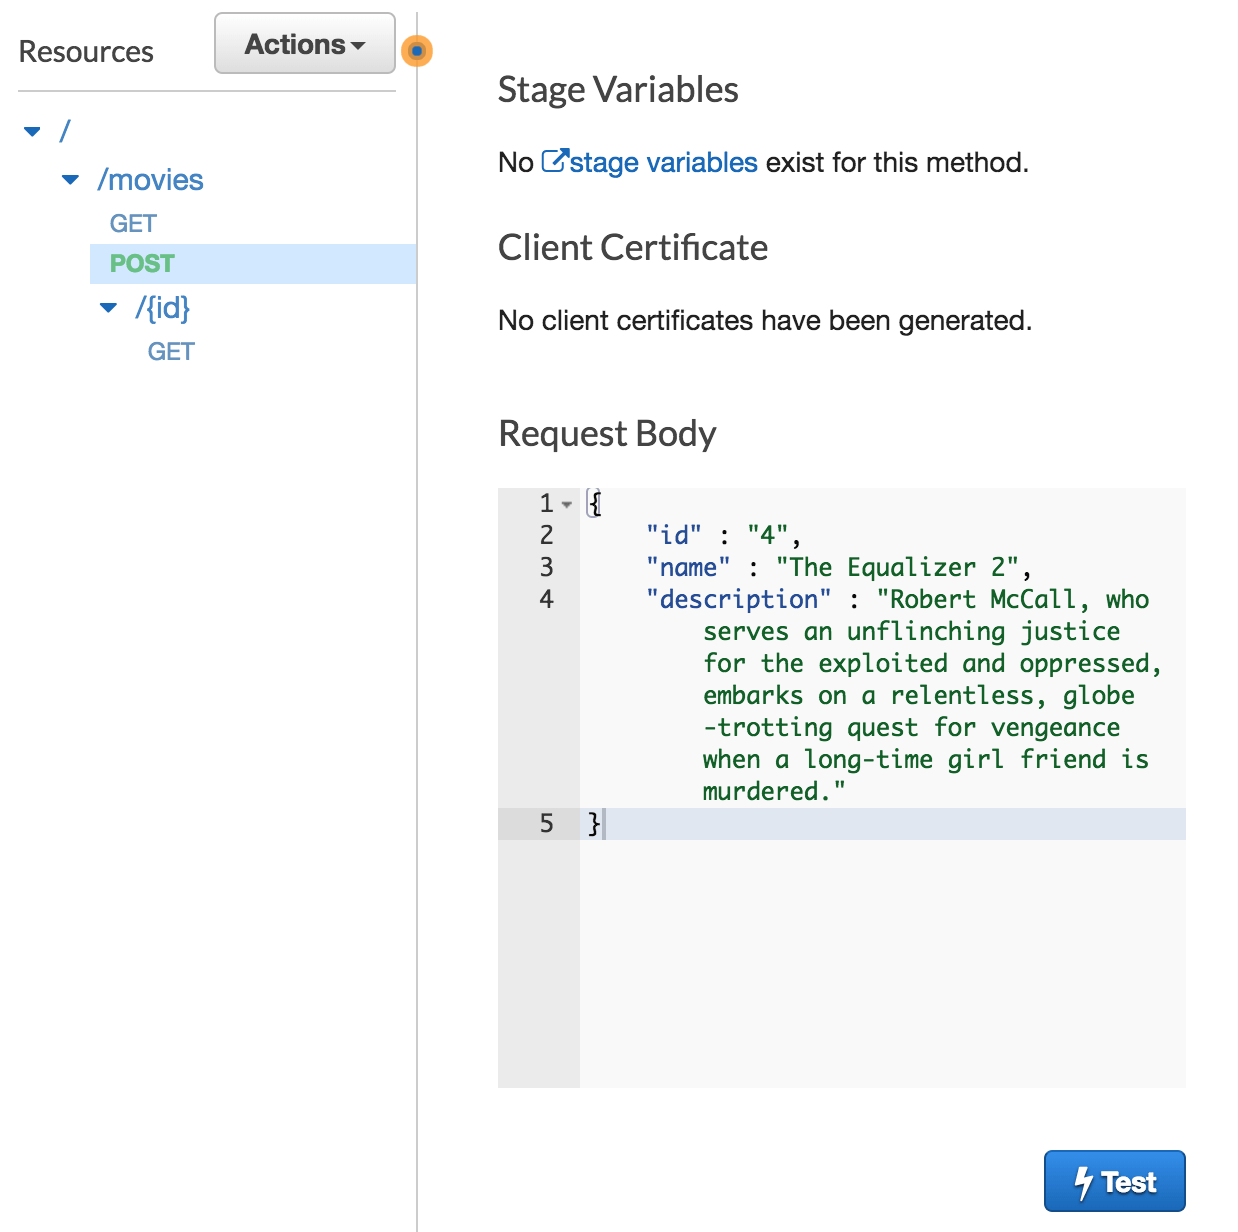 Resources
Actions
/
/movies
GET
POST
/{id}
GET
Stage Variables
No stage variables exist for this method.
Client Certificate
No client certificates have been generated.
Request Body
1 {
2 "id" : "4",
3 "name" : "The Equalizer 2",
4 "description" : "Robert McCall, who
serves an unflinching justice
for the exploited and oppressed,
embarks on a relentless, globe
-trotting quest for vengeance
when a long-time girl friend is
murdered."
5 }
Test